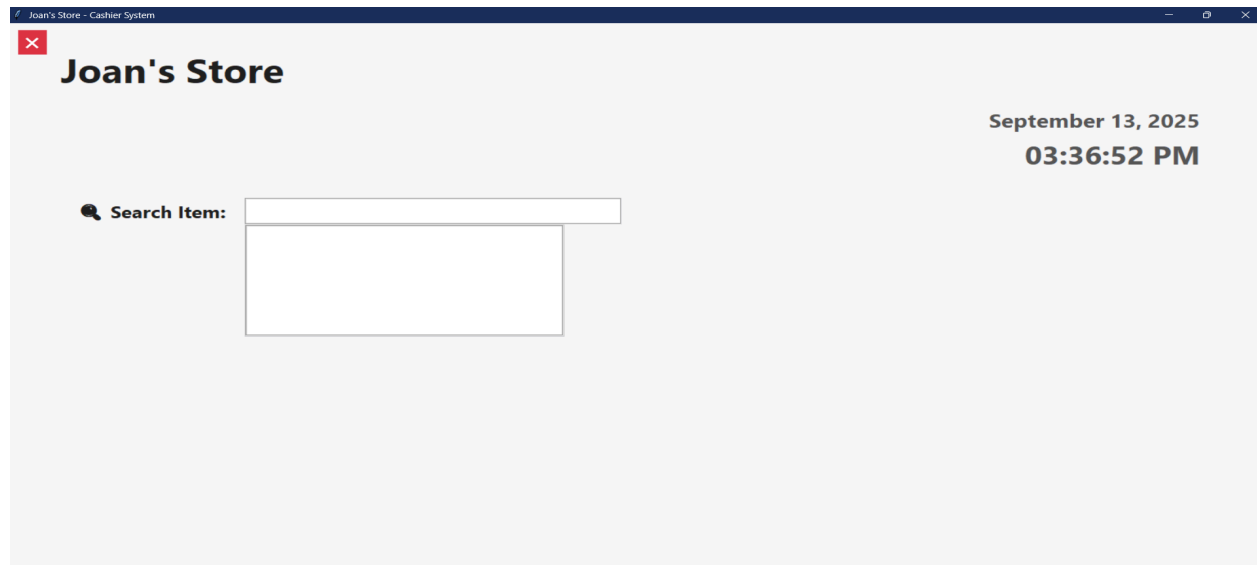 Joan's Store - Cashier System
Joan's Store
September 13, 2025
03:36:52 PM
Search Item: